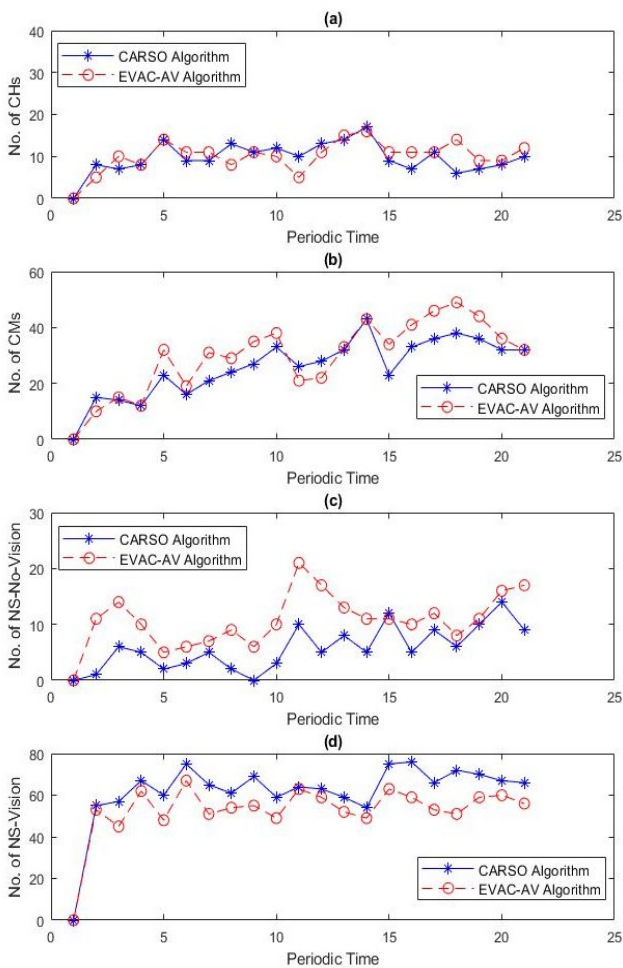 (a)
40
30
20
10
0
No. of CHs
CARSO Algorithm
EVAC-AV Algorithm
0 5 10 15 20 25
Periodic Time
(b)
60
40
20
0
No. of CMs
CARSO Algorithm
EVAC-AV Algorithm
0 5 10 15 20 25
Periodic Time
(c)
30
20
10
0
No. of NS-No-Vision
CARSO Algorithm
EVAC-AV Algorithm
0 5 10 15 20 25
Periodic Time
(d)
80
60
40
20
0
No. of NS-Vision
CARSO Algorithm
EVAC-AV Algorithm
0 5 10 15 20 25
Periodic Time